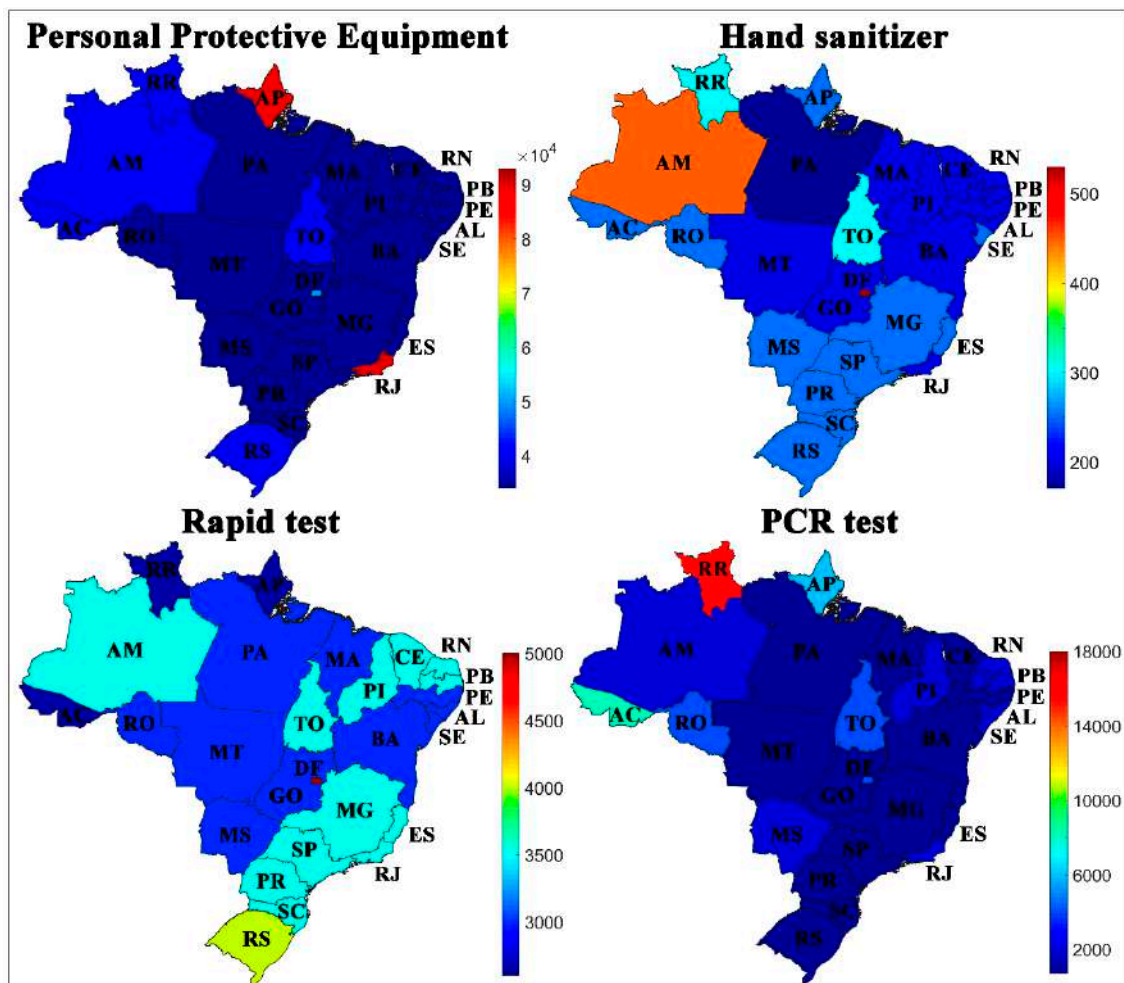 Personal Protective Equipment
RR
AP
AM
PA
MA
CE
RN
PB
PI
PE
AC
RO
TO
AL
SE
BA
MT
DF
GO
MG
MS
ES
SP
RJ
PR
SC
RS
×10⁴
9
8
7
6
5
4
Hand sanitizer
RR
AP
AM
PA
MA
CE
RN
PB
PI
PE
AC
RO
TO
AL
SE
BA
MT
DF
GO
MG
MS
ES
SP
RJ
PR
SC
RS
500
400
300
200
Rapid test
RR
AP
AM
PA
MA
CE
RN
PB
PI
PE
AC
RO
TO
AL
SE
BA
MT
DF
GO
MG
MS
ES
SP
RJ
PR
SC
RS
5000
4500
4000
3500
3000
PCR test
RR
AP
AM
PA
MA
CE
RN
PB
PI
PE
AC
RO
TO
AL
SE
BA
MT
DF
GO
MG
MS
ES
SP
RJ
PR
SC
RS
18000
14000
10000
6000
2000